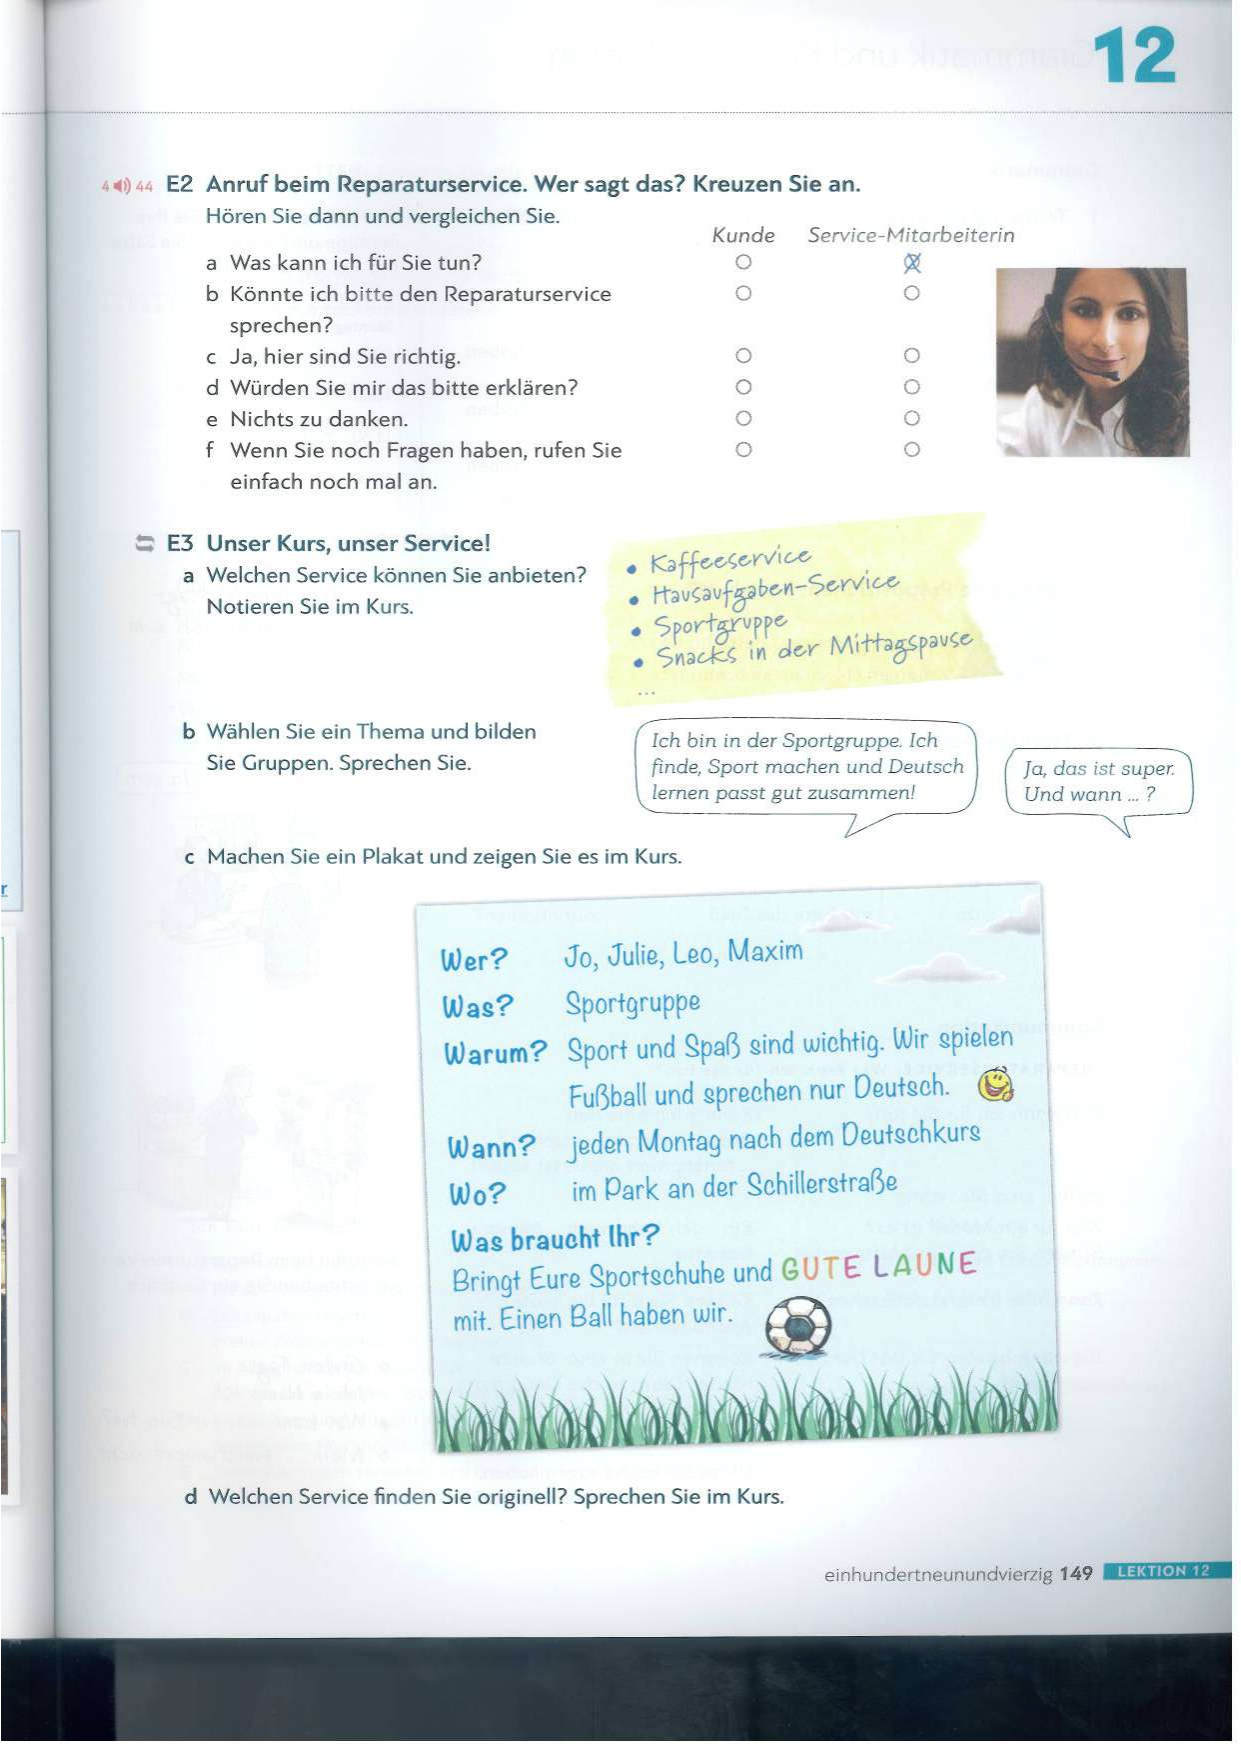 12
4 44 E2 Anruf beim Reparaturservice. Wer sagt das? Kreuzen Sie an.
Hören Sie dann und vergleichen Sie.
Kunde Service-Mitarbeiterin
a Was kann ich für Sie tun?
b Könnte ich bitte den Reparaturservice
sprechen?
c Ja, hier sind Sie richtig.
d Würden Sie mir das bitte erklären?
e Nichts zu danken.
f Wenn Sie noch Fragen haben, rufen Sie
einfach noch mal an.
E3 Unser Kurs, unser Service!
a Welchen Service können Sie anbieten?
Notieren Sie im Kurs.
• Kaffeeservice
• Hausaufgaben-Service
• Sportgruppe
• Snacks in der Mittagspause
...
b Wählen Sie ein Thema und bilden
Sie Gruppen. Sprechen Sie.
Ich bin in der Sportgruppe. Ich
finde, Sport machen und Deutsch
lernen passt gut zusammen!
Ja, das ist super.
Und wann ... ?
c Machen Sie ein Plakat und zeigen Sie es im Kurs.
r
Wer? Jo, Julie, Leo, Maxim
Was? Sportgruppe
Warum? Sport und Spaß sind wichtig. Wir spielen
Fußball und sprechen nur Deutsch.
Wann? jeden Montag nach dem Deutschkurs
Wo? im Park an der Schillerstraße
Was braucht Ihr?
Bringt Eure Sportschuhe und GUTE LAUNE
mit. Einen Ball haben wir.
d Welchen Service finden Sie originell? Sprechen Sie im Kurs.
einhundertneunundvierzig 149 LEKTION 12